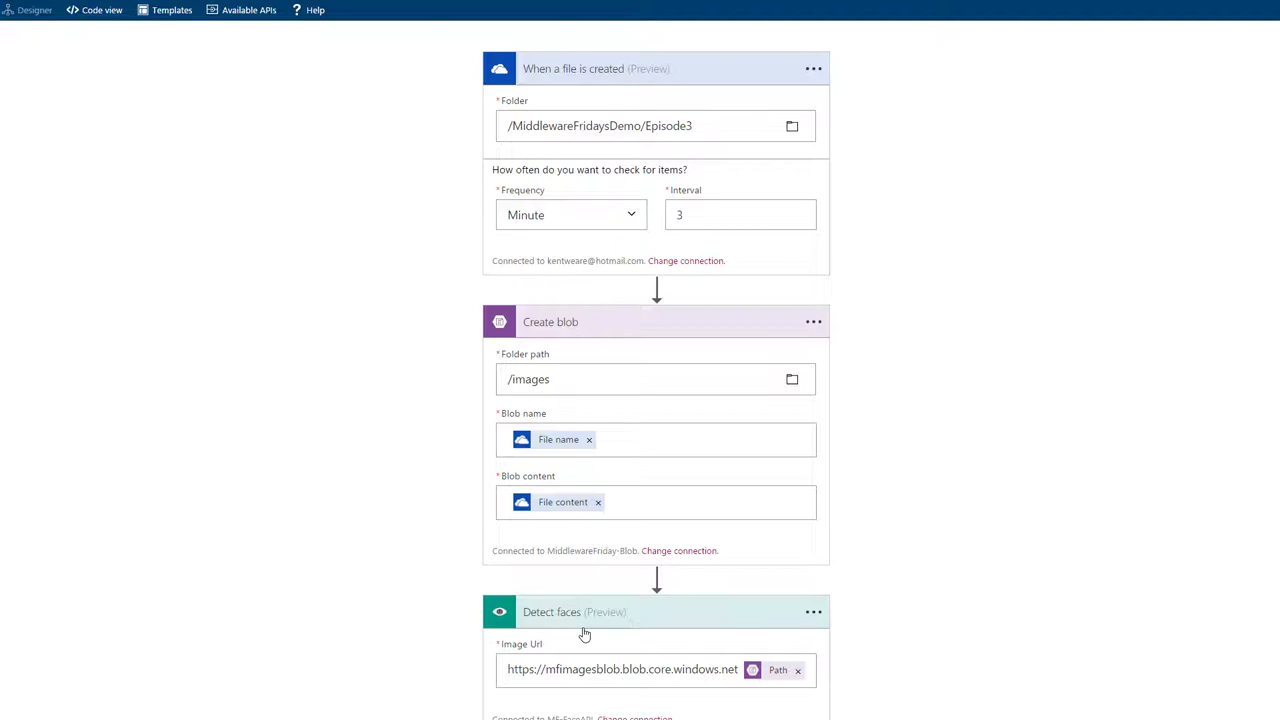 Designer Code view Templates Available APIs Help
When a file is created (Preview)
*Folder
/MiddlewareFridaysDemo/Episode3
How often do you want to check for items?
*Frequency *Interval
Minute 3
Connected to kentweare@hotmail.com. Change connection.
Create blob
*Folder path
/images
*Blob name
File name ×
*Blob content
File content ×
Connected to MiddlewareFriday-Blob. Change connection.
Detect faces (Preview)
*Image Url
https://mfimagesblob.blob.core.windows.net Path ×
Connected to MF-FaceAPI. Change connection.